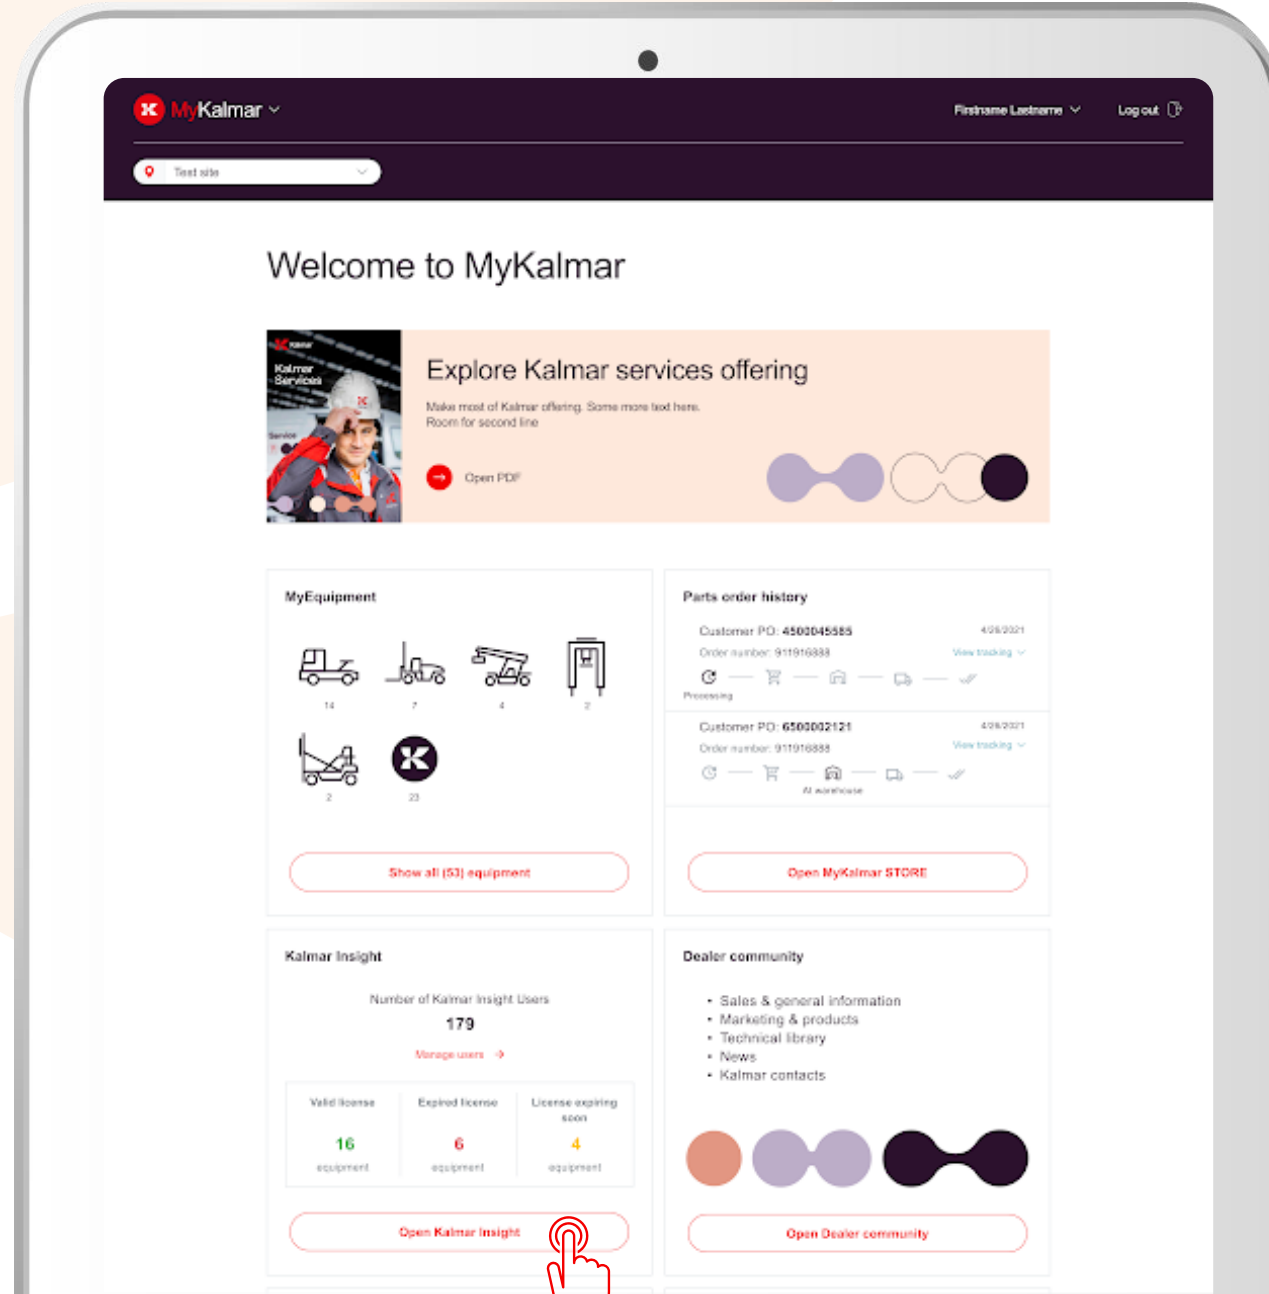 MyKalmar
Firstname Lastname
Log out
Test site
Welcome to MyKalmar
Kalmar
Kalmar
Services
Service
Explore Kalmar services offering
Make most of Kalmar offering. Some more text here.
Room for second line
Open PDF
MyEquipment
14
7
4
2
2
23
Show all (53) equipment
Parts order history
Customer PO: 4500045585
4/26/2021
Order number: 911916888
View tracking
Processing
Customer PO: 6500002121
4/26/2021
Order number: 911916888
View tracking
At warehouse
Open MyKalmar STORE
Kalmar Insight
Number of Kalmar Insight Users
179
Manage users
Valid license
Expired license
License expiring
soon
16
6
4
equipment
equipment
equipment
Open Kalmar Insight
Dealer community
• Sales & general information
• Marketing & products
• Technical library
• News
• Kalmar contacts
Open Dealer community